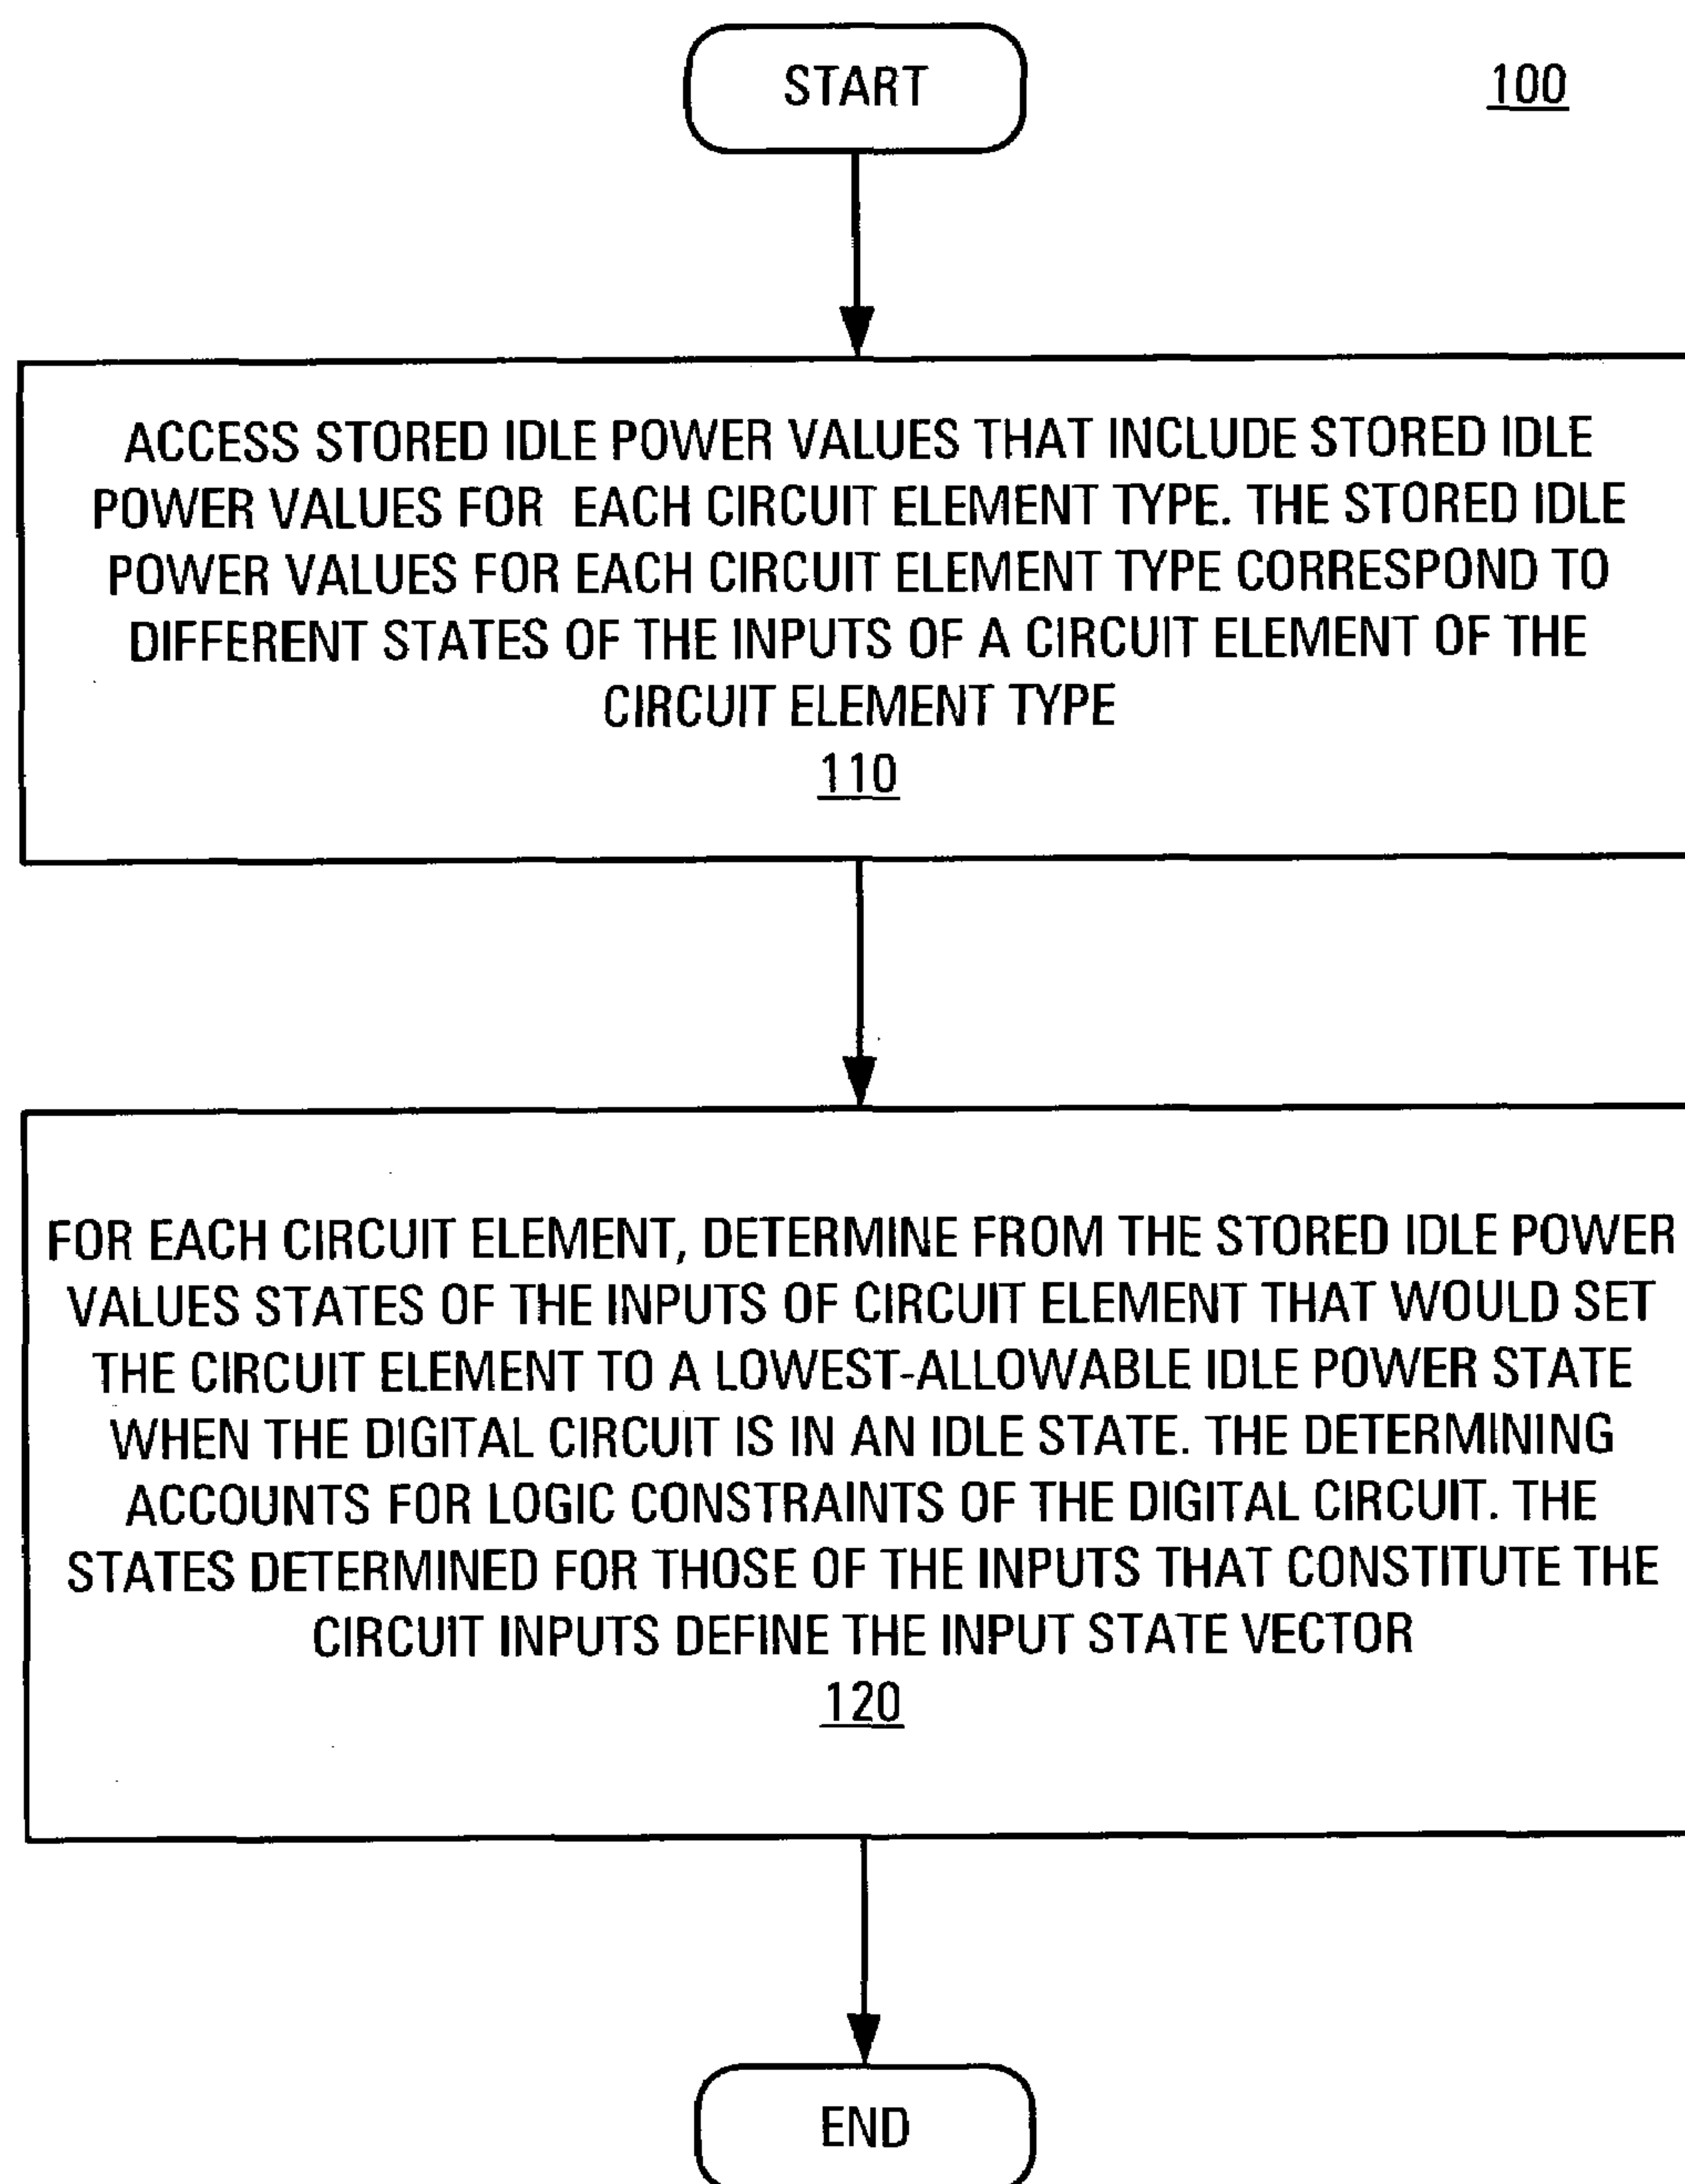 START
100
ACCESS STORED IDLE POWER VALUES THAT INCLUDE STORED IDLE
POWER VALUES FOR EACH CIRCUIT ELEMENT TYPE. THE STORED IDLE
POWER VALUES FOR EACH CIRCUIT ELEMENT TYPE CORRESPOND TO
DIFFERENT STATES OF THE INPUTS OF A CIRCUIT ELEMENT OF THE
CIRCUIT ELEMENT TYPE
110
FOR EACH CIRCUIT ELEMENT, DETERMINE FROM THE STORED IDLE POWER
VALUES STATES OF THE INPUTS OF CIRCUIT ELEMENT THAT WOULD SET
THE CIRCUIT ELEMENT TO A LOWEST-ALLOWABLE IDLE POWER STATE
WHEN THE DIGITAL CIRCUIT IS IN AN IDLE STATE. THE DETERMINING
ACCOUNTS FOR LOGIC CONSTRAINTS OF THE DIGITAL CIRCUIT. THE
STATES DETERMINED FOR THOSE OF THE INPUTS THAT CONSTITUTE THE
CIRCUIT INPUTS DEFINE THE INPUT STATE VECTOR
120
END